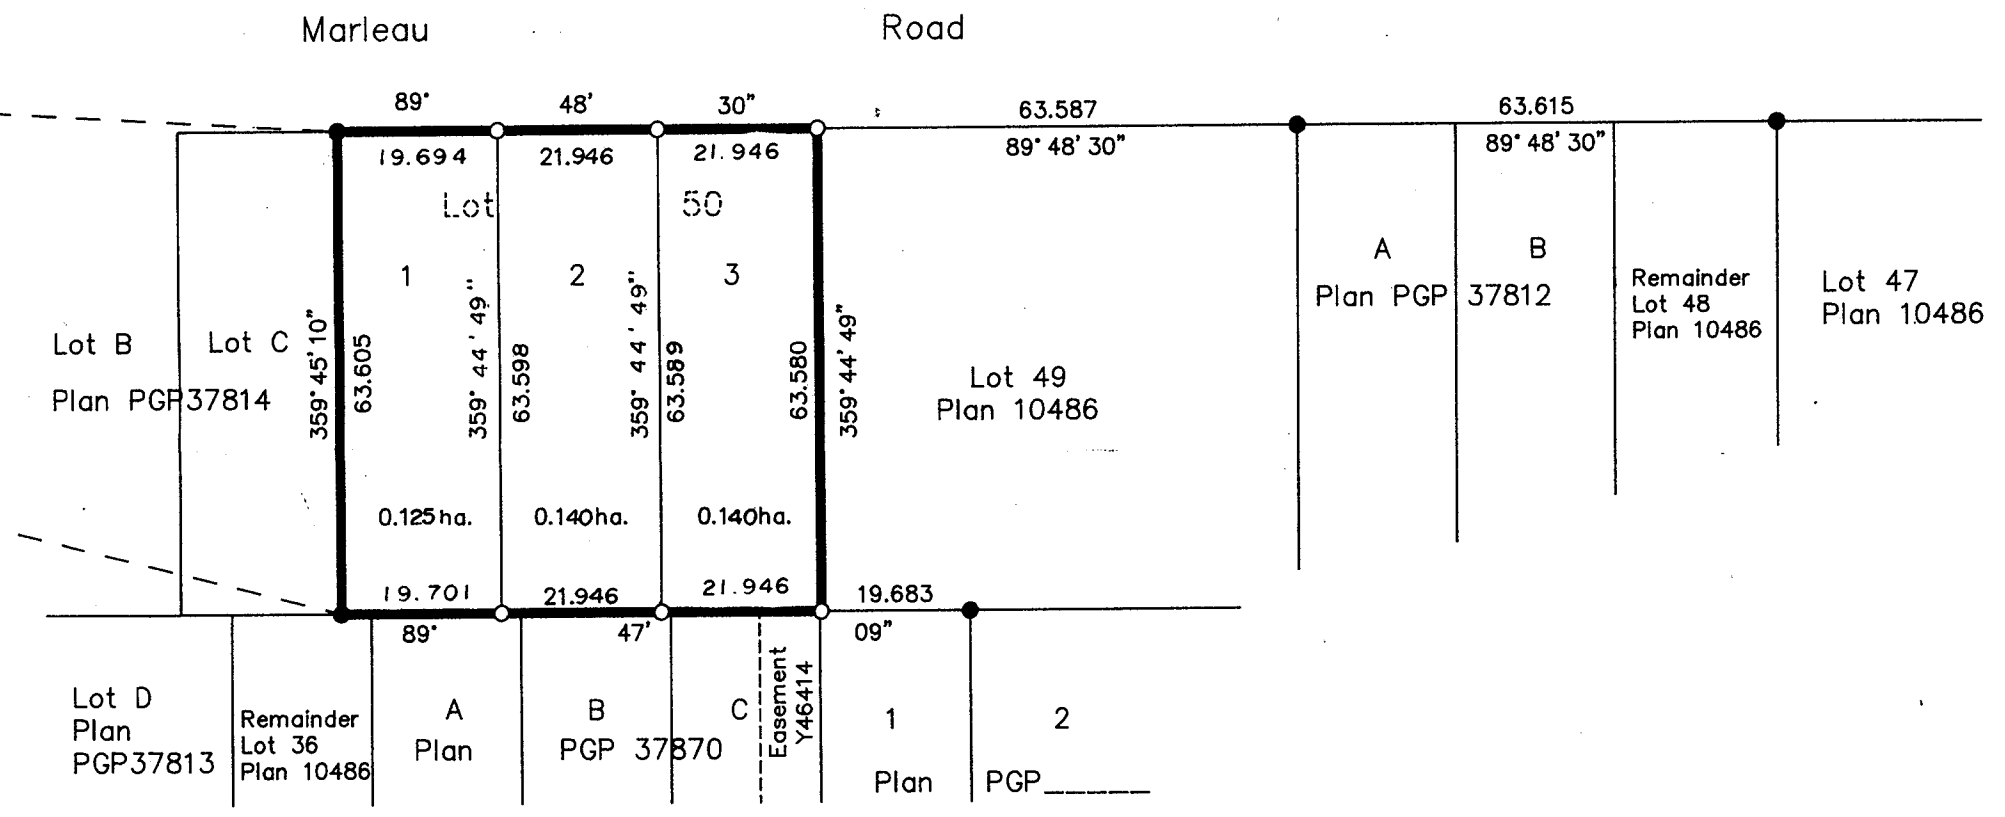 Marleau Road
89° 48' 30" 63.587 63.615
19.694 21.946 21.946 89° 48' 30" 89° 48' 30"
Lot 50
1 2 3
A B
Plan PGP 37812
Remainder
Lot 48
Plan 10486
Lot 47
Plan 10486
Lot B Lot C
Plan PGP37814
359° 45' 10"
63.605
359° 44' 49"
63.598
359° 44' 49"
63.589
63.580
359° 44' 49"
Lot 49
Plan 10486
0.125 ha. 0.140 ha. 0.140 ha.
19.701 21.946 21.946 19.683
89° 47' 09"
Lot D
Plan
PGP37813
Remainder
Lot 36
Plan 10486
A B C
Plan PGP 37870
Easement
Y46414
1 2
Plan PGP______